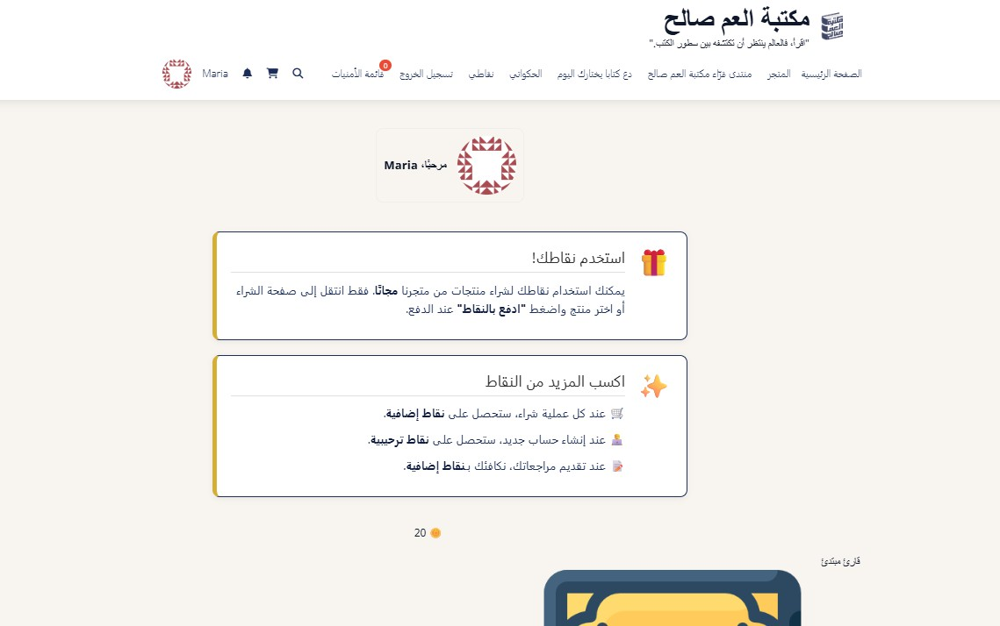 مكتبة العم صالح
"اقرأ، فالعالم ينتظر أن تكتشفه بين سطور الكتب."
الصفحة الرئيسية
المتجر
منتدى قرّاء مكتبة العم صالح
دع كتابا يختارك اليوم
الحكواتي
نقاطي
تسجيل الخروج
قائمة الأمنيات
0
Maria
مرحبًا، Maria
استخدم نقاطك!
يمكنك استخدام نقاطك لشراء منتجات من متجرنا مجانًا. فقط انتقل إلى صفحة الشراء
أو اختر منتج واضغط "ادفع بالنقاط" عند الدفع.
اكسب المزيد من النقاط
عند كل عملية شراء، ستحصل على نقاط إضافية.
عند إنشاء حساب جديد، ستحصل على نقاط ترحيبية.
عند تقديم مراجعاتك، نكافئك بـنقاط إضافية.
20
قارئ مبتدئ